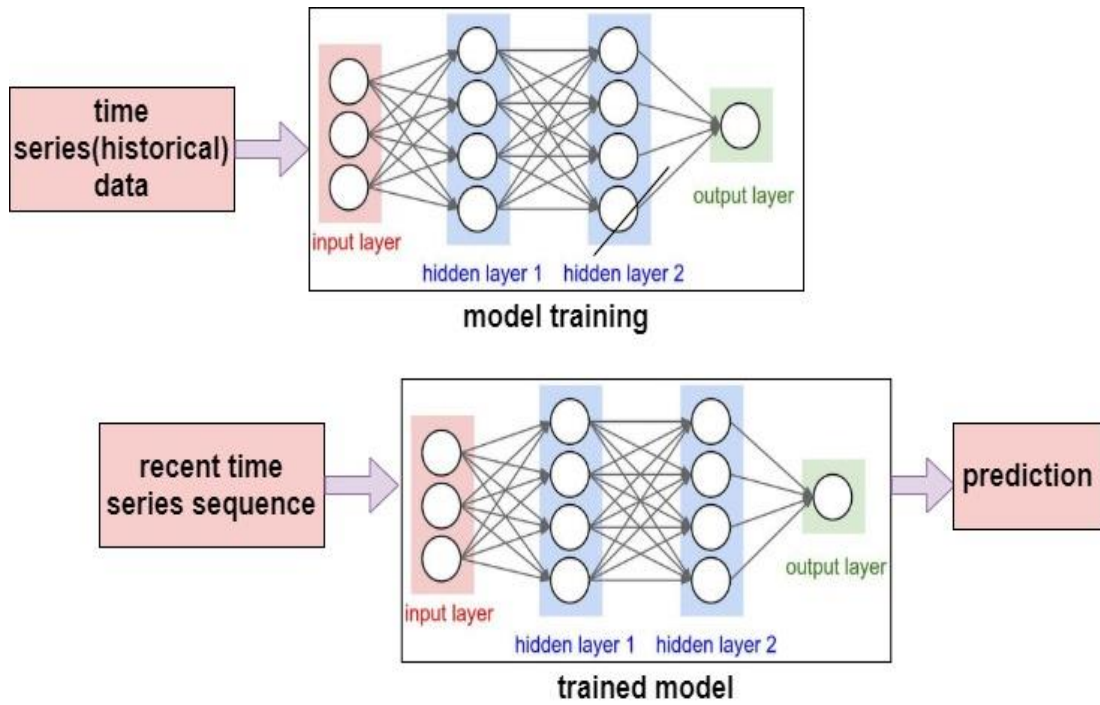 time
series(historical)
data
input layer
hidden layer 1
hidden layer 2
output layer
model training
recent time
series sequence
input layer
hidden layer 1
hidden layer 2
output layer
prediction
trained model